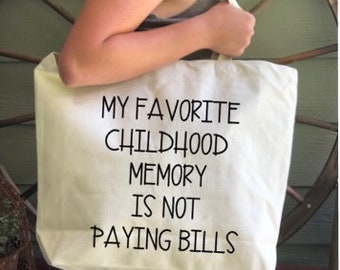 MY FAVORITE
CHILDHOOD
MEMORY
IS NOT
PAYING BILLS